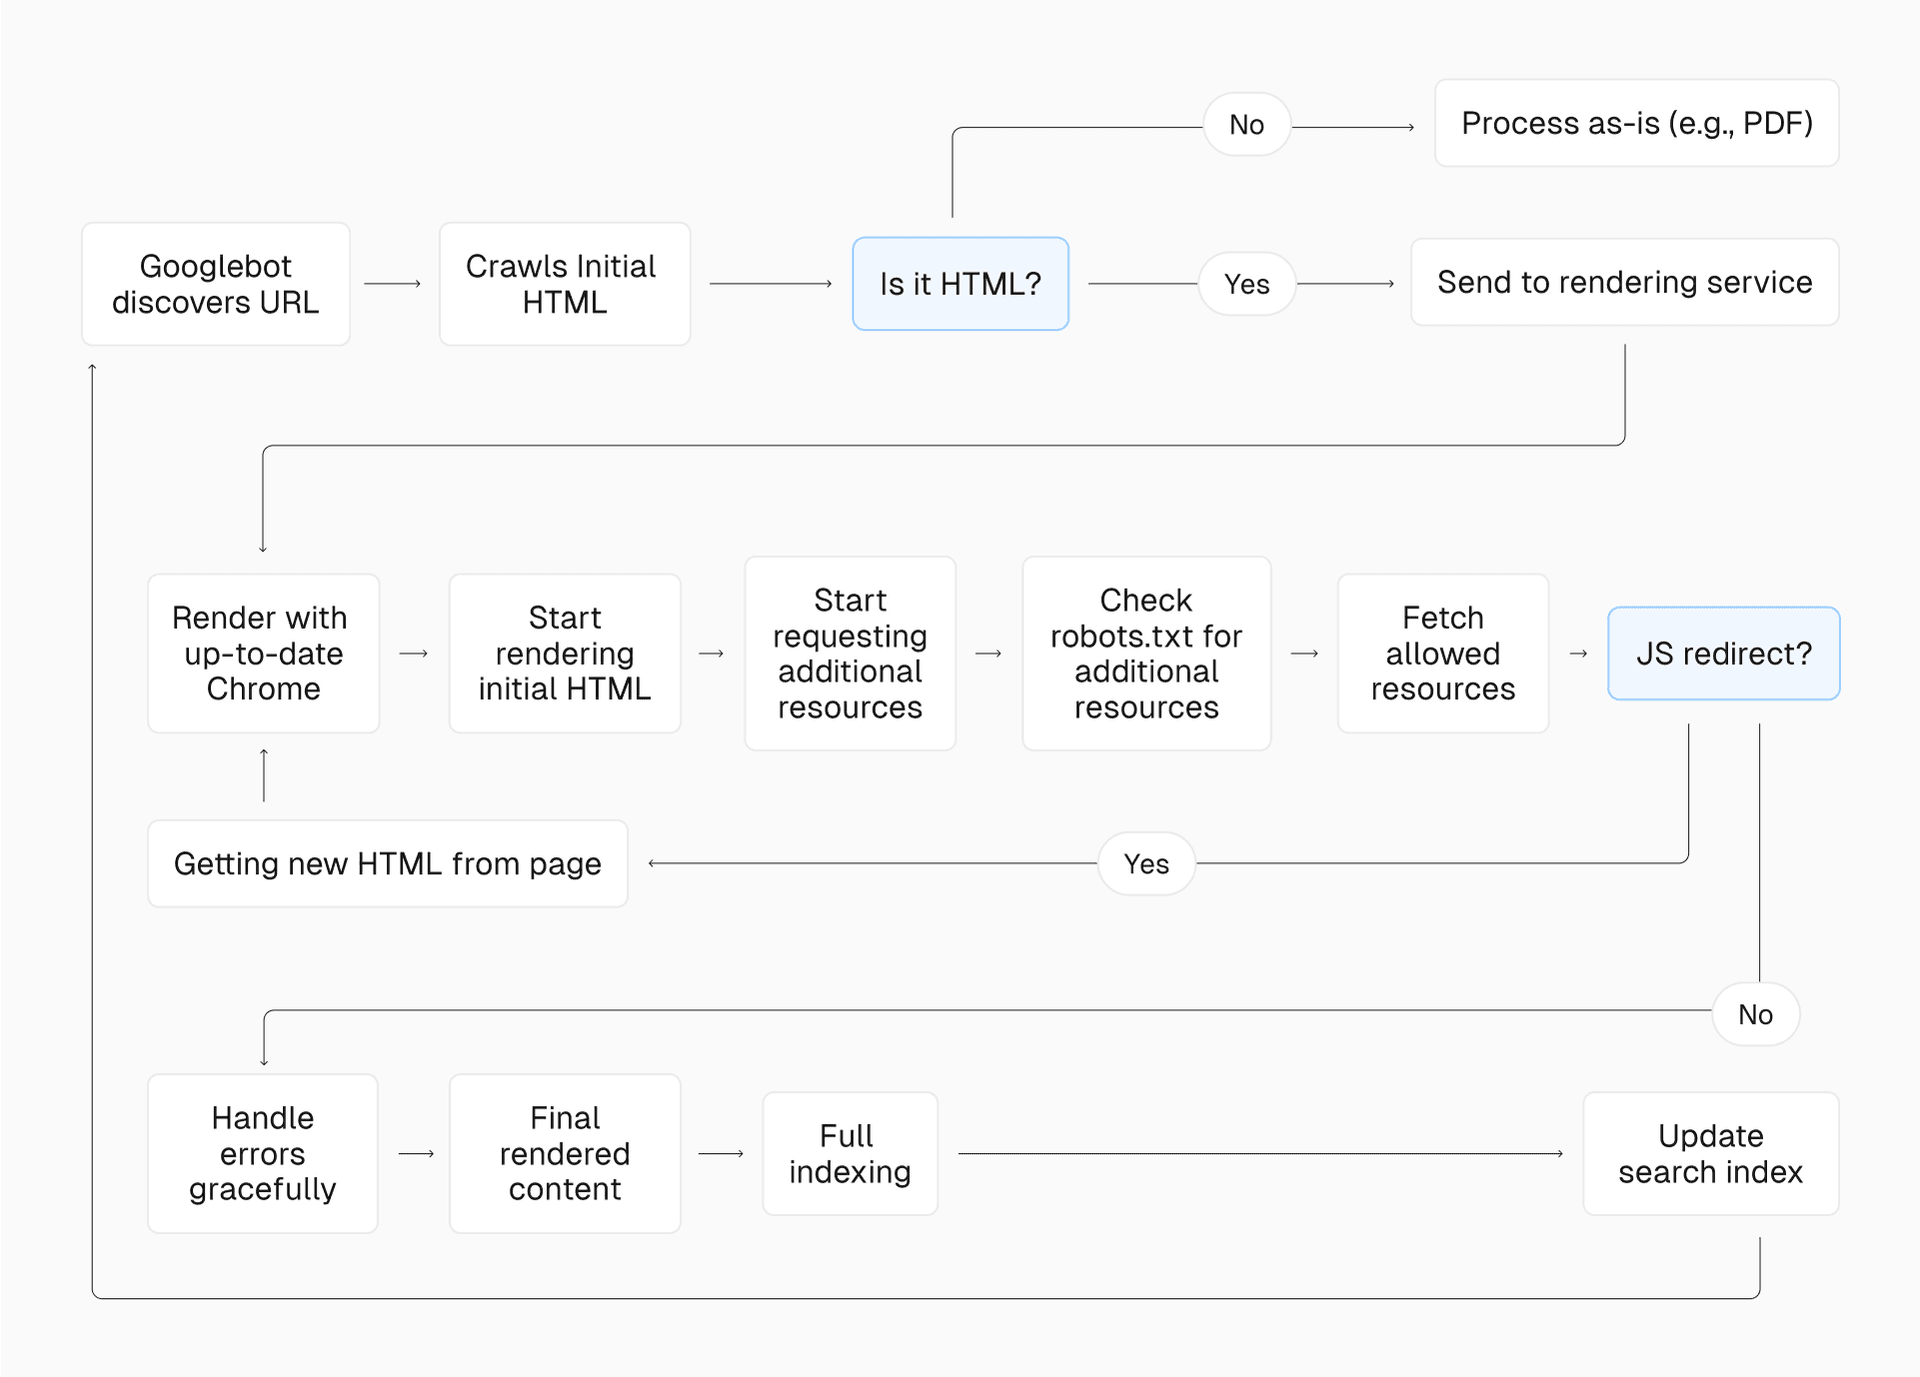 No
Process as-is (e.g., PDF)
Googlebot
discovers URL
Crawls Initial
HTML
Is it HTML?
Yes
Send to rendering service
Render with
up-to-date
Chrome
Start
rendering
initial HTML
Start
requesting
additional
resources
Check
robots.txt for
additional
resources
Fetch
allowed
resources
JS redirect?
Getting new HTML from page
Yes
No
Handle
errors
gracefully
Final
rendered
content
Full
indexing
Update
search index